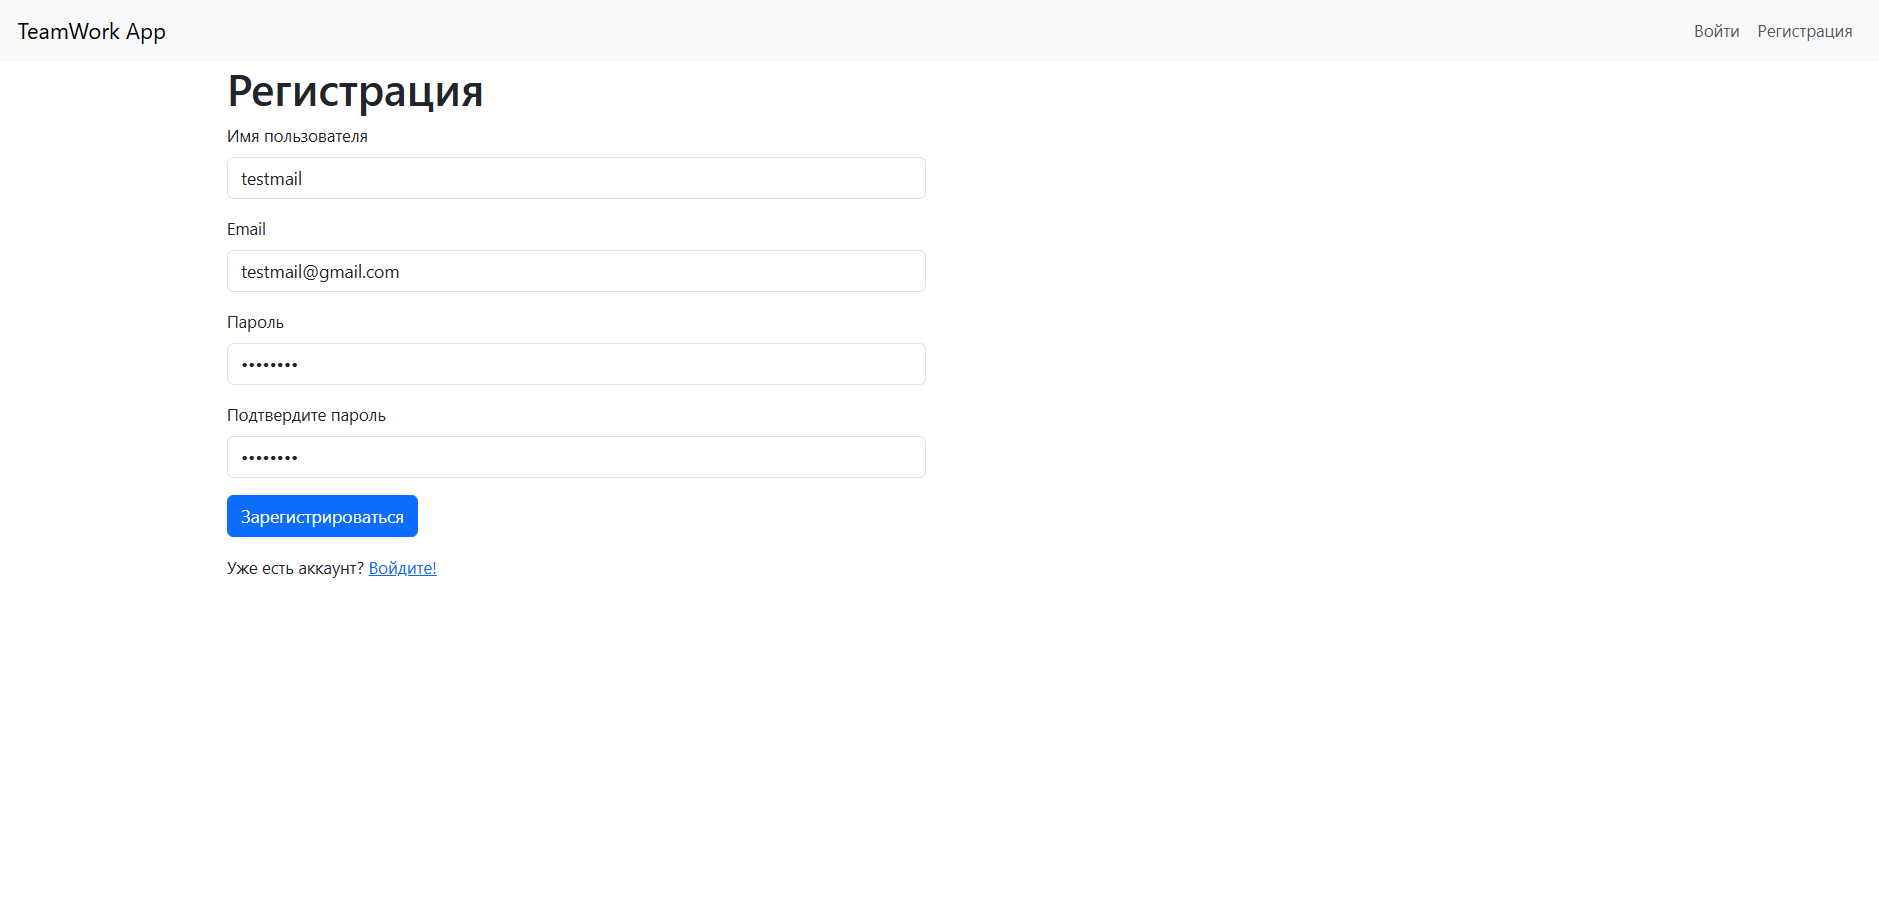 TeamWork App
Войти Регистрация
Регистрация
Имя пользователя
testmail
Email
testmail@gmail.com
Пароль
••••••••
Подтвердите пароль
••••••••
Зарегистрироваться
Уже есть аккаунт? Войдите!